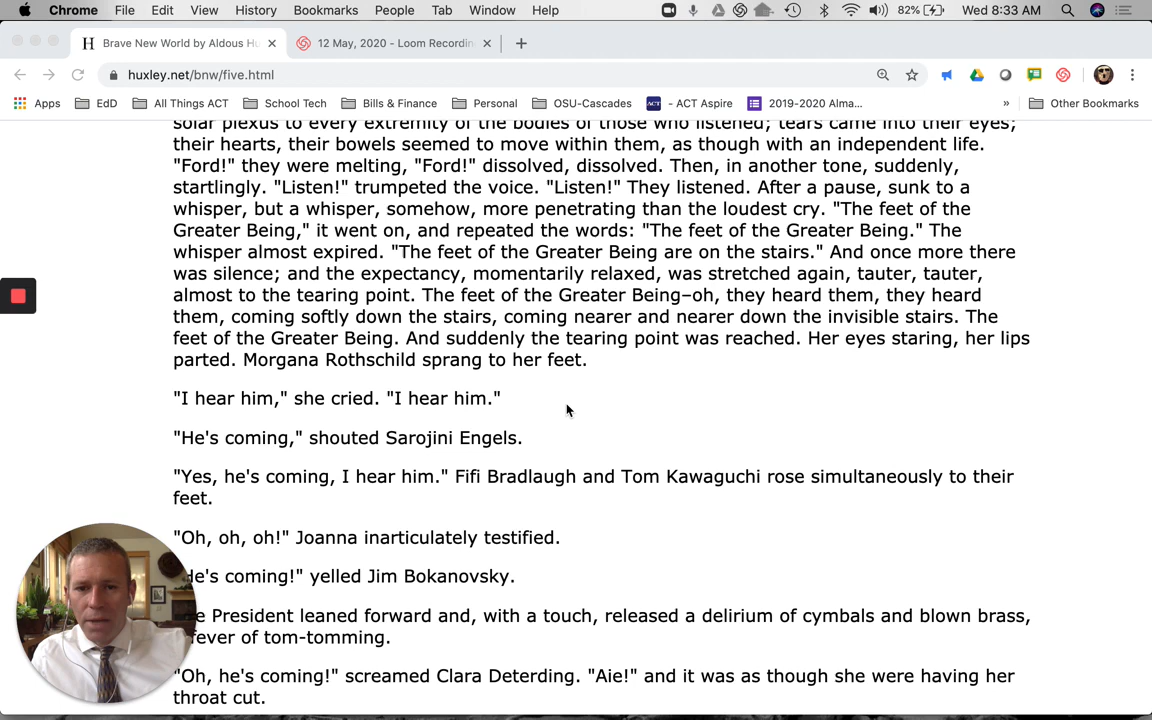 Chrome File Edit View History Bookmarks People Tab Window Help 82% Wed 8:33 AM
H Brave New World by Aldous Hu 12 May, 2020 - Loom Recordin
huxley.net/bnw/five.html
Apps EdD All Things ACT School Tech Bills & Finance Personal OSU-Cascades ACT - ACT Aspire 2019-2020 Alma... » Other Bookmarks
solar plexus to every extremity of the bodies of those who listened; tears came into their eyes;
their hearts, their bowels seemed to move within them, as though with an independent life.
"Ford!" they were melting, "Ford!" dissolved, dissolved. Then, in another tone, suddenly,
startlingly. "Listen!" trumpeted the voice. "Listen!" They listened. After a pause, sunk to a
whisper, but a whisper, somehow, more penetrating than the loudest cry. "The feet of the
Greater Being," it went on, and repeated the words: "The feet of the Greater Being." The
whisper almost expired. "The feet of the Greater Being are on the stairs." And once more there
was silence; and the expectancy, momentarily relaxed, was stretched again, tauter, tauter,
almost to the tearing point. The feet of the Greater Being–oh, they heard them, they heard
them, coming softly down the stairs, coming nearer and nearer down the invisible stairs. The
feet of the Greater Being. And suddenly the tearing point was reached. Her eyes staring, her lips
parted. Morgana Rothschild sprang to her feet.
"I hear him," she cried. "I hear him."
"He's coming," shouted Sarojini Engels.
"Yes, he's coming, I hear him." Fifi Bradlaugh and Tom Kawaguchi rose simultaneously to their
feet.
"Oh, oh, oh!" Joanna inarticulately testified.
He's coming!" yelled Jim Bokanovsky.
e President leaned forward and, with a touch, released a delirium of cymbals and blown brass,
fever of tom-tomming.
"Oh, he's coming!" screamed Clara Deterding. "Aie!" and it was as though she were having her
throat cut.